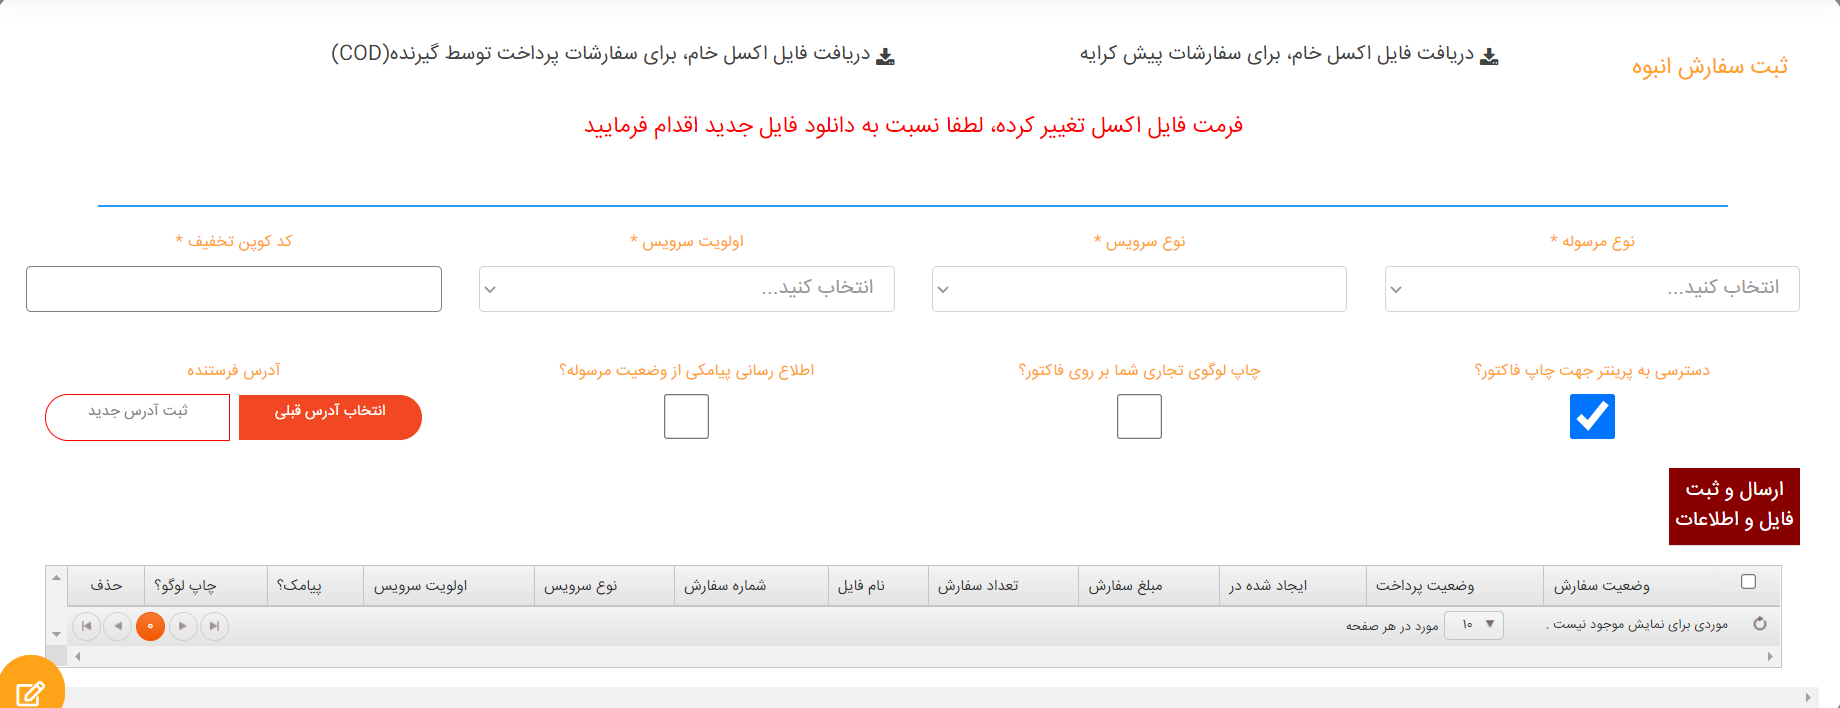 ثبت سفارش انبوه
دریافت فایل اکسل خام، برای سفارشات پیش کرایه
دریافت فایل اکسل خام، برای سفارشات پرداخت توسط گیرنده(COD)
فرمت فایل اکسل تغییر کرده، لطفا نسبت به دانلود فایل جدید اقدام فرمایید
نوع مرسوله *
نوع سرویس *
اولویت سرویس *
کد کوپن تخفیف *
انتخاب کنید...
انتخاب کنید...
دسترسی به پرینتر جهت چاپ فاکتور؟
چاپ لوگوی تجاری شما بر روی فاکتور؟
اطلاع رسانی پیامکی از وضعیت مرسوله؟
آدرس فرستنده
انتخاب آدرس قبلی
ثبت آدرس جدید
ارسال و ثبت
فایل و اطلاعات
وضعیت سفارش
وضعیت پرداخت
ایجاد شده در
مبلغ سفارش
تعداد سفارش
نام فایل
شماره سفارش
نوع سرویس
اولویت سرویس
پیامک؟
چاپ لوگو؟
حذف
موردی برای نمایش موجود نیست .
۱۰
مورد در هر صفحه
۰